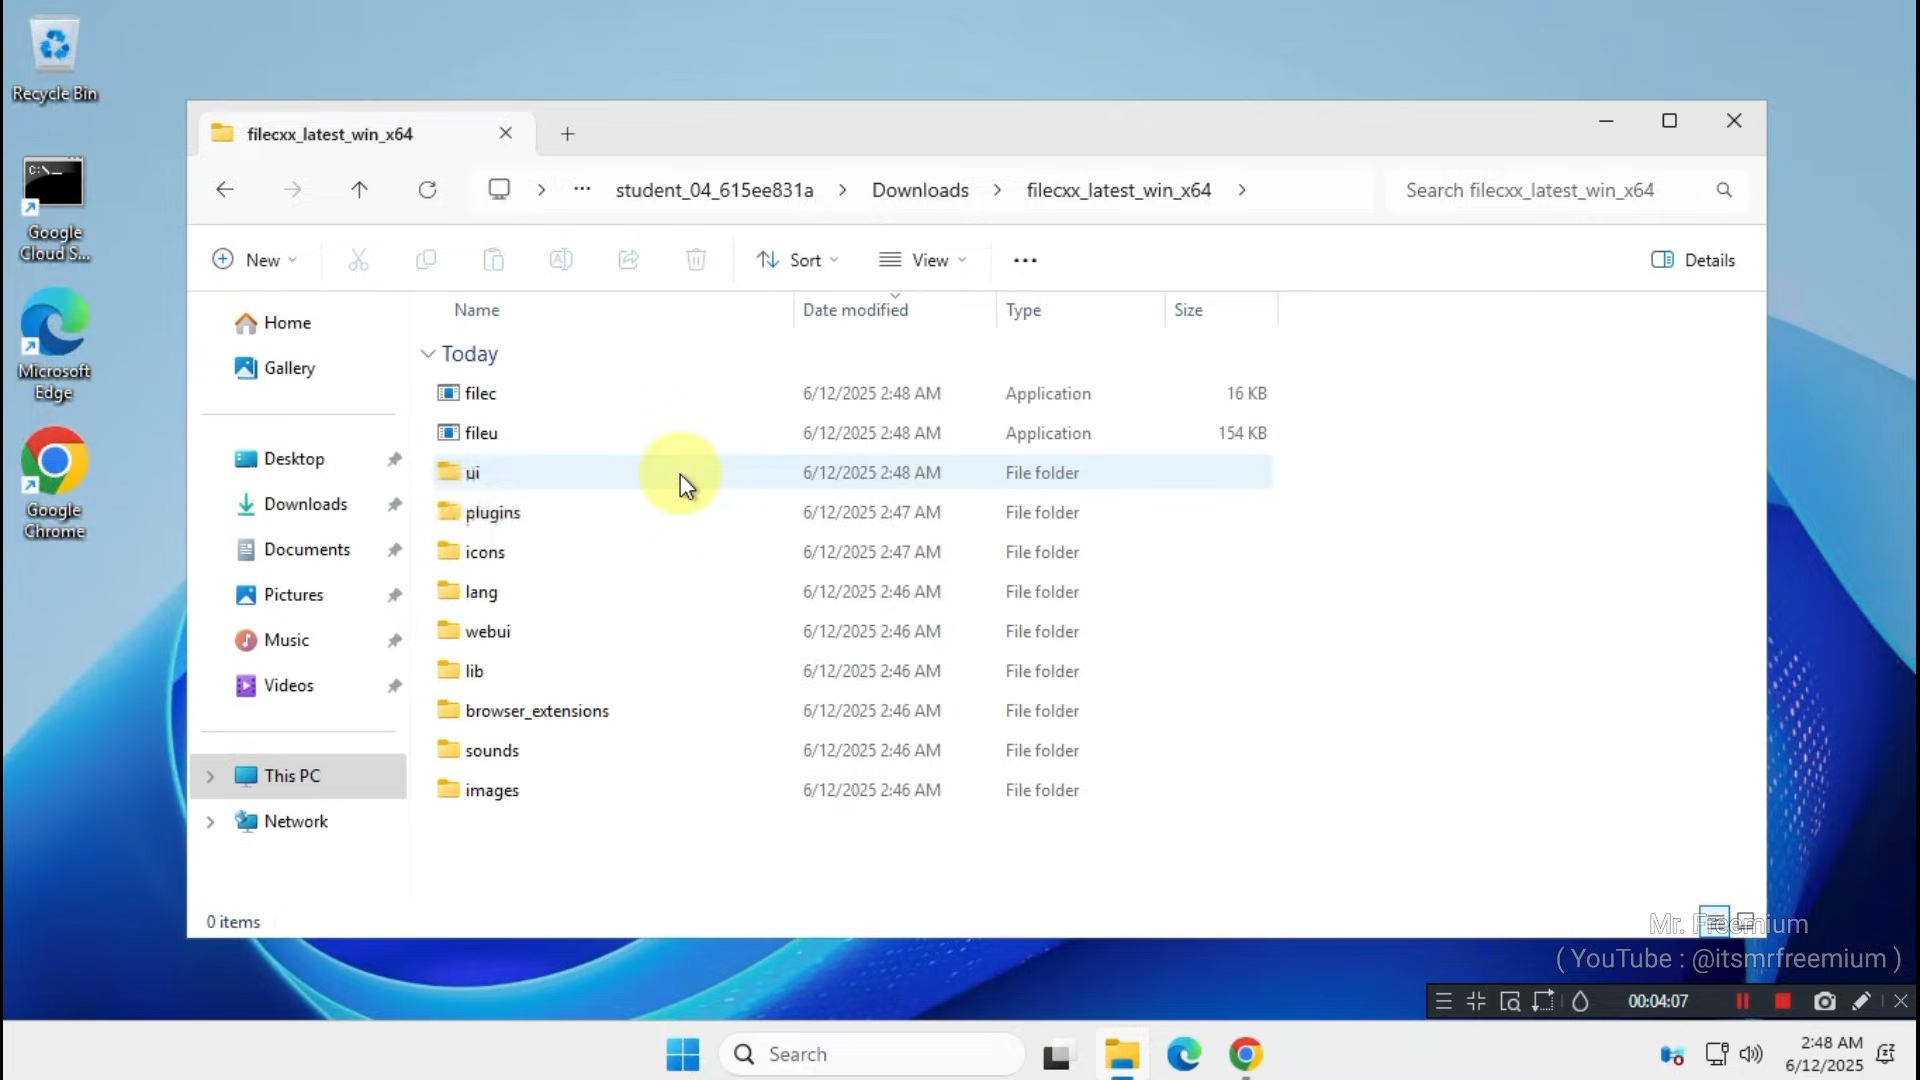 Recycle Bin
Google
Cloud S...
Microsoft
Edge
Google
Chrome
filecxx_latest_win_x64
student_04_615ee831a
Downloads
filecxx_latest_win_x64
Search filecxx_latest_win_x64
New
Sort
View
Details
Home
Gallery
Desktop
Downloads
Documents
Pictures
Music
Videos
This PC
Network
Name Date modified Type Size
Today
filec 6/12/2025 2:48 AM Application 16 KB
fileu 6/12/2025 2:48 AM Application 154 KB
ui 6/12/2025 2:48 AM File folder
plugins 6/12/2025 2:47 AM File folder
icons 6/12/2025 2:47 AM File folder
lang 6/12/2025 2:46 AM File folder
webui 6/12/2025 2:46 AM File folder
lib 6/12/2025 2:46 AM File folder
browser_extensions 6/12/2025 2:46 AM File folder
sounds 6/12/2025 2:46 AM File folder
images 6/12/2025 2:46 AM File folder
0 items
Mr. Freemium
( YouTube : @itsmrfreemium )
00:04:07
Search
2:48 AM
6/12/2025